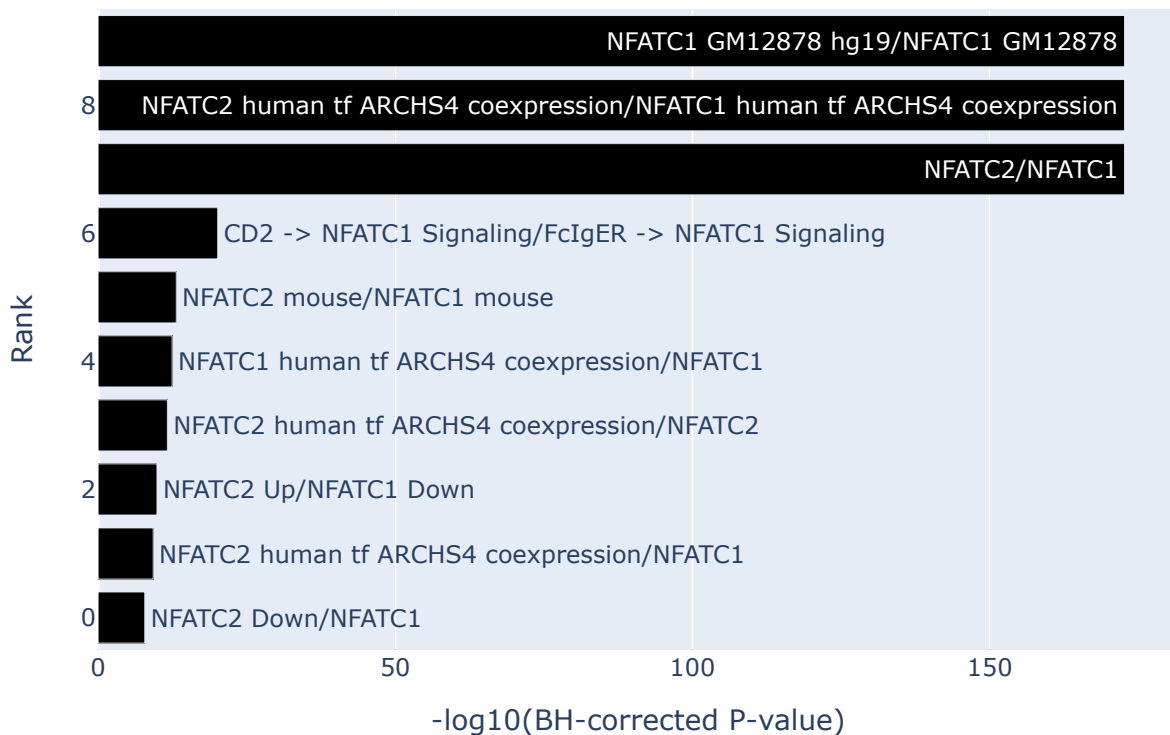 NFATC1 GM12878 hg19/NFATC1 GM12878
8
NFATC2 human tf ARCHS4 coexpression/NFATC1 human tf ARCHS4 coexpression
NFATC2/NFATC1
6
CD2 -> NFATC1 Signaling/FcIgER -> NFATC1 Signaling
NFATC2 mouse/NFATC1 mouse
Rank
4
NFATC1 human tf ARCHS4 coexpression/NFATC1
NFATC2 human tf ARCHS4 coexpression/NFATC2
2
NFATC2 Up/NFATC1 Down
NFATC2 human tf ARCHS4 coexpression/NFATC1
0
NFATC2 Down/NFATC1
0 50 100 150
-log10(BH-corrected P-value)